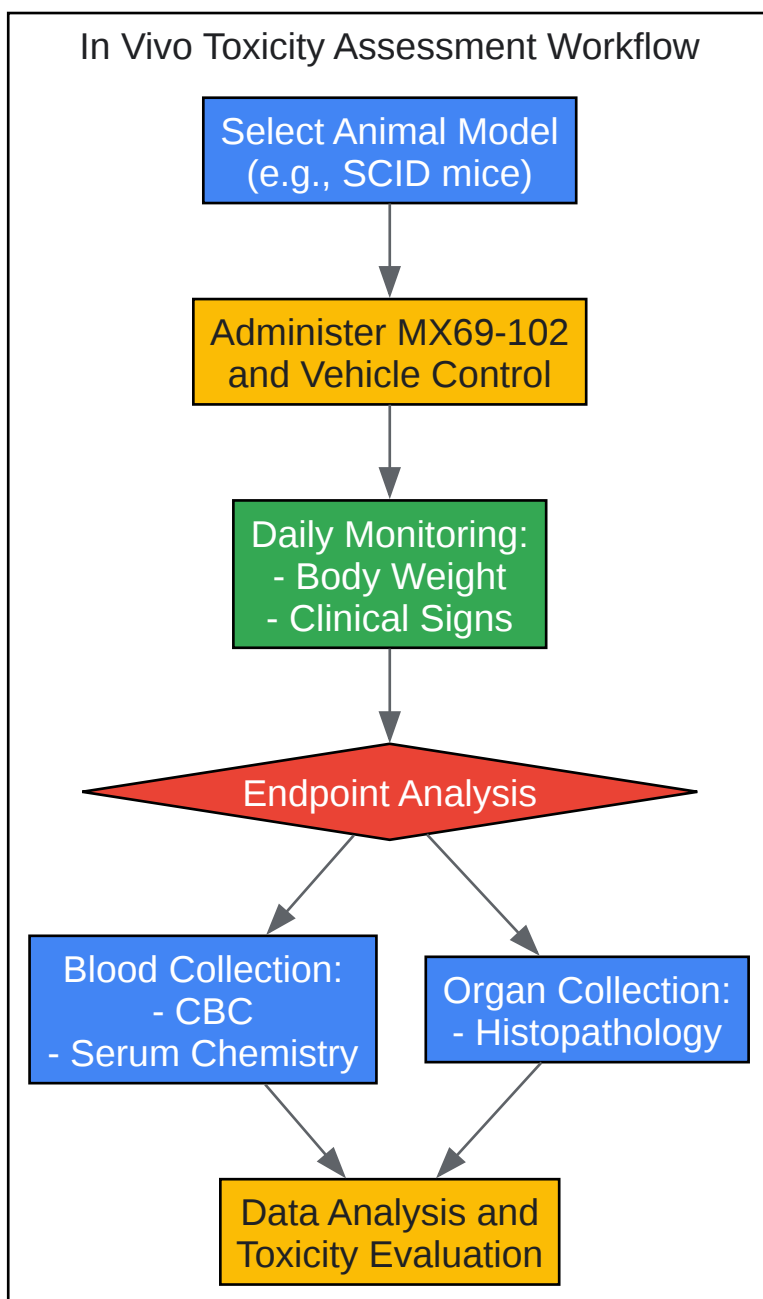 In Vivo Toxicity Assessment Workflow
Select Animal Model
(e.g., SCID mice)
Administer MX69-102
and Vehicle Control
Daily Monitoring:
- Body Weight
- Clinical Signs
Endpoint Analysis
Blood Collection:
- CBC
- Serum Chemistry
Organ Collection:
- Histopathology
Data Analysis and
Toxicity Evaluation